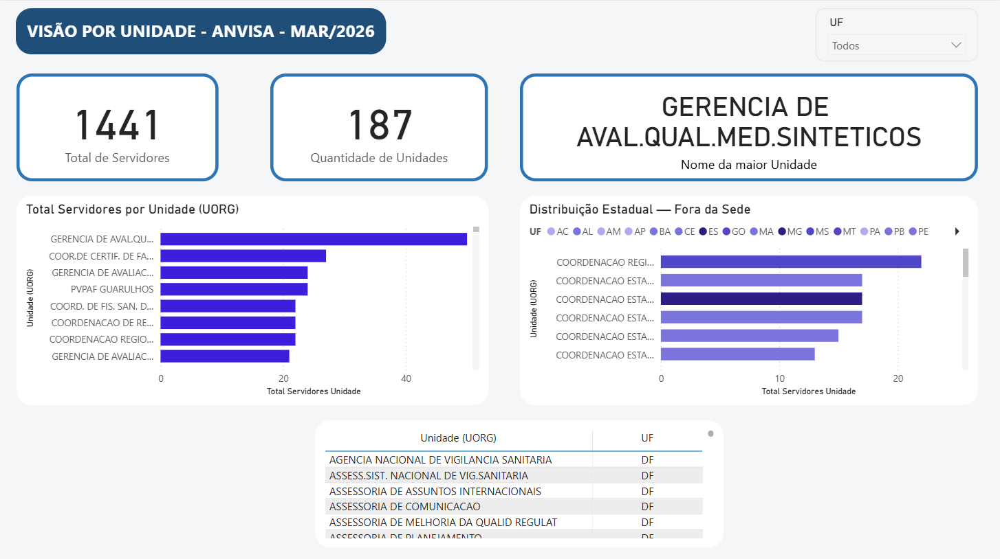 VISÃO POR UNIDADE - ANVISA - MAR/2026
UF
Todos
1441
Total de Servidores
187
Quantidade de Unidades
GERENCIA DE
AVAL.QUAL.MED.SINTETICOS
Nome da maior Unidade
Total Servidores por Unidade (UORG)
Unidade (UORG)
GERENCIA DE AVAL.QU...
COOR.DE CERTIF. DE FA...
GERENCIA DE AVALIAC...
PVPAF GUARULHOS
COORD. DE FIS. SAN. D...
COORDENACAO DE RE...
COORDENACAO REGIO...
GERENCIA DE AVALIAC...
0 20 40
Total Servidores Unidade
Distribuição Estadual — Fora da Sede
UF AC AL AM AP BA CE ES GO MA MG MS MT PA PB PE
Unidade (UORG)
COORDENACAO REGI...
COORDENACAO ESTA...
COORDENACAO ESTA...
COORDENACAO ESTA...
COORDENACAO ESTA...
COORDENACAO ESTA...
0 10 20
Total Servidores Unidade
Unidade (UORG) UF
AGENCIA NACIONAL DE VIGILANCIA SANITARIA DF
ASSESS.SIST. NACIONAL DE VIG.SANITARIA DF
ASSESSORIA DE ASSUNTOS INTERNACIONAIS DF
ASSESSORIA DE COMUNICACAO DF
ASSESSORIA DE MELHORIA DA QUALID REGULAT DF
ASSESSORIA DE PLANEJAMENTO DF